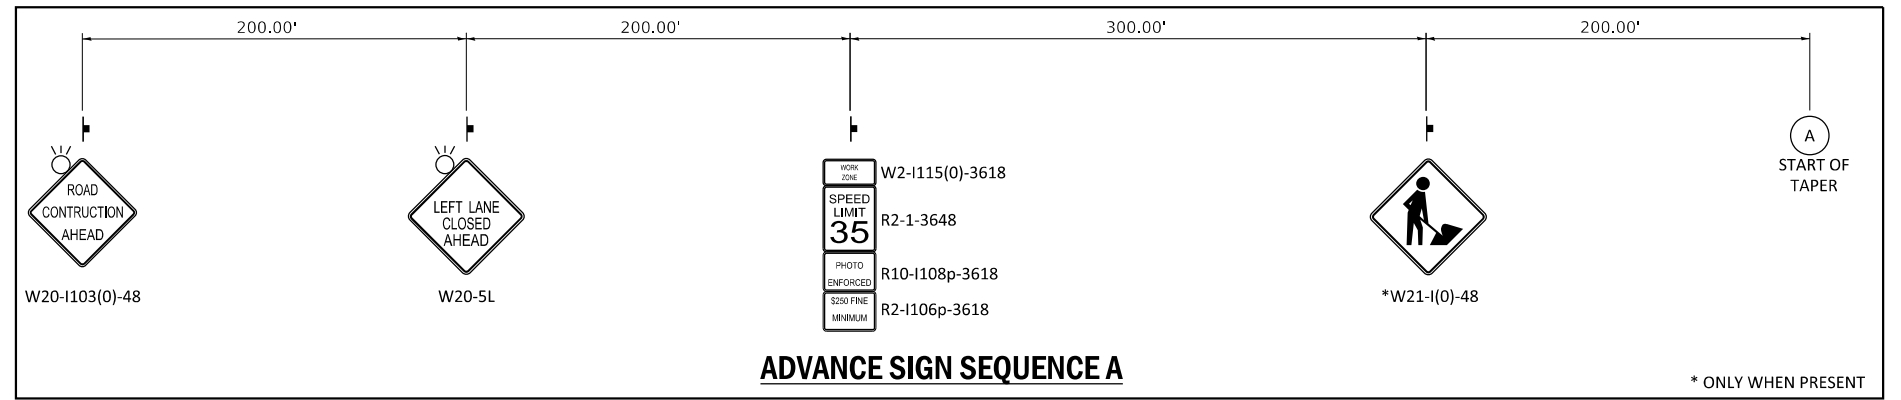 200.00'
200.00'
300.00'
200.00'
ROAD
CONTRUCTION
AHEAD
W20-I103(0)-48
LEFT LANE
CLOSED
AHEAD
W20-5L
WORK
ZONE
W2-I115(0)-3618
SPEED
LIMIT
35
R2-1-3648
PHOTO
ENFORCED
R10-I108p-3618
$250 FINE
MINIMUM
R2-I106p-3618
*W21-I(0)-48
A
START OF
TAPER
ADVANCE SIGN SEQUENCE A
* ONLY WHEN PRESENT